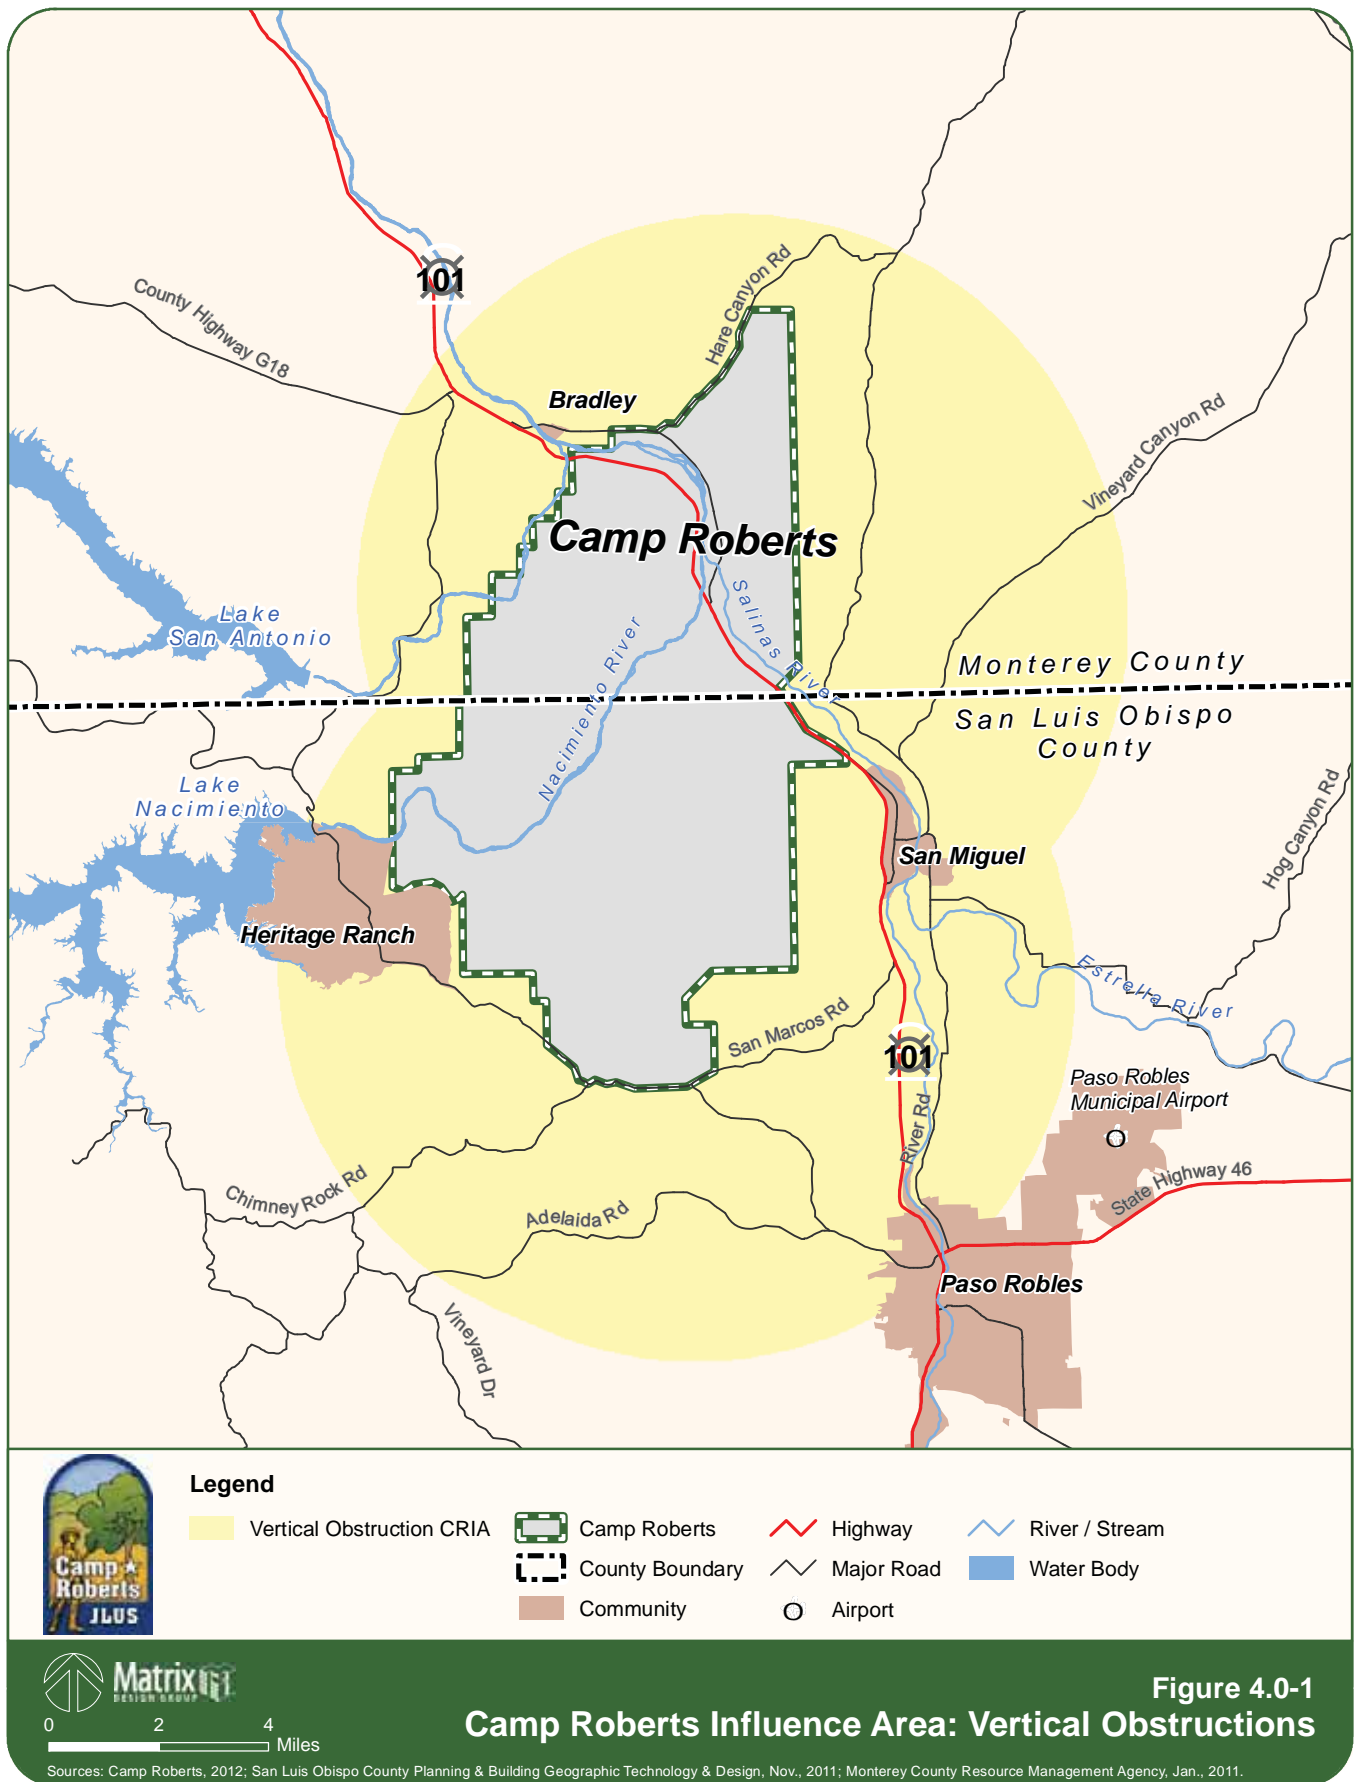 101
County Highway G18
Hare Canyon Rd
Bradley
Vineyard Canyon Rd
Camp Roberts
Lake
San Antonio
Salinas River
Nacimiento River
Monterey County
San Luis Obispo
County
Lake
Nacimiento
Hog Canyon Rd
San Miguel
Heritage Ranch
Estrella River
San Marcos Rd
101
Paso Robles
Municipal Airport
River Rd
State Highway 46
Chimney Rock Rd
Adelaida Rd
Paso Robles
Vineyard Dr
Legend
Vertical Obstruction CRIA
Camp Roberts
Highway
River / Stream
County Boundary
Major Road
Water Body
Community
Airport
Camp
Roberts
JLUS
Matrix
DESIGN GROUP
0 2 4
Miles
Figure 4.0-1
Camp Roberts Influence Area: Vertical Obstructions
Sources: Camp Roberts, 2012; San Luis Obispo County Planning & Building Geographic Technology & Design, Nov., 2011; Monterey County Resource Management Agency, Jan., 2011.